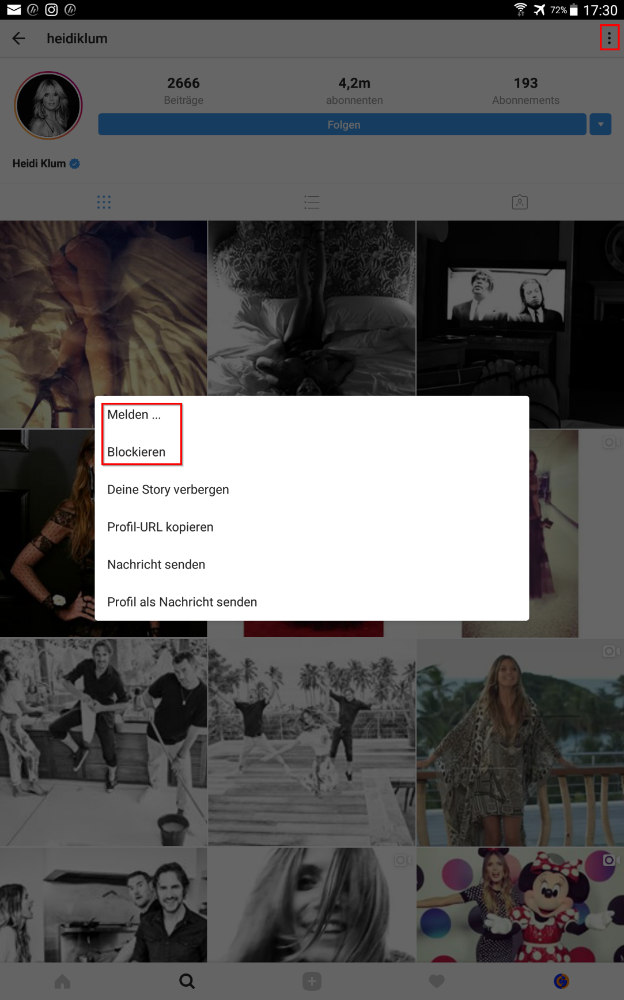 72% 17:30
heidiklum
2666 4,2m 193
Beiträge abonnenten Abonnements
Folgen
Heidi Klum
Melden ...
Blockieren
Deine Story verbergen
Profil-URL kopieren
Nachricht senden
Profil als Nachricht senden